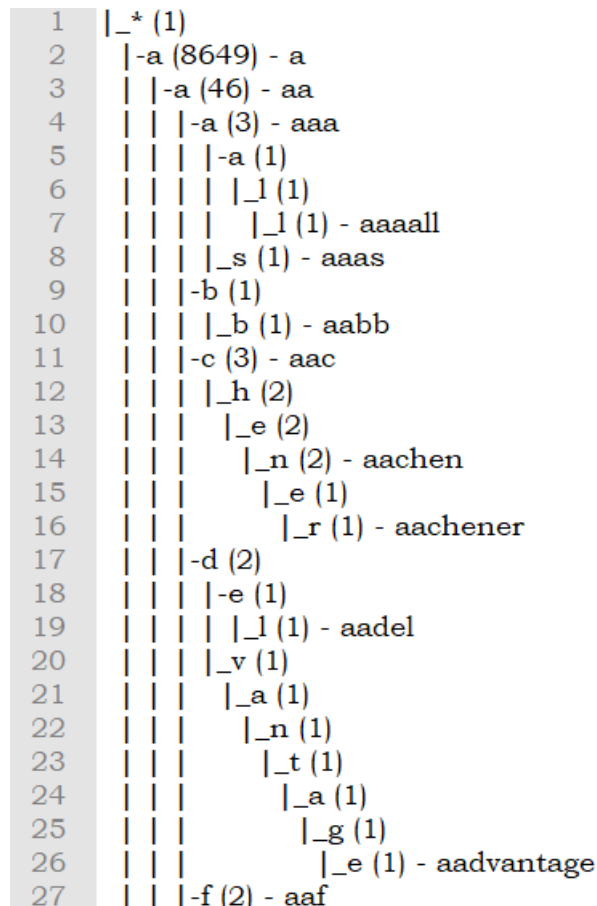 1 |_* (1)
2 |-a (8649) - a
3 | |-a (46) - aa
4 | | |-a (3) - aaa
5 | | | |-a (1)
6 | | | | |_l (1)
7 | | | |   |_l (1) - aaaall
8 | | | |_s (1) - aaas
9 | | |-b (1)
10 | | | |_b (1) - aabb
11 | | |-c (3) - aac
12 | | | |_h (2)
13 | | |   |_e (2)
14 | | |     |_n (2) - aachen
15 | | |       |_e (1)
16 | | |         |_r (1) - aachener
17 | | |-d (2)
18 | | | |-e (1)
19 | | | | |_l (1) - aadel
20 | | | |_v (1)
21 | | |   |_a (1)
22 | | |     |_n (1)
23 | | |       |_t (1)
24 | | |         |_a (1)
25 | | |           |_g (1)
26 | | |             |_e (1) - aadvantage
27 | | |-f (2) - aaf